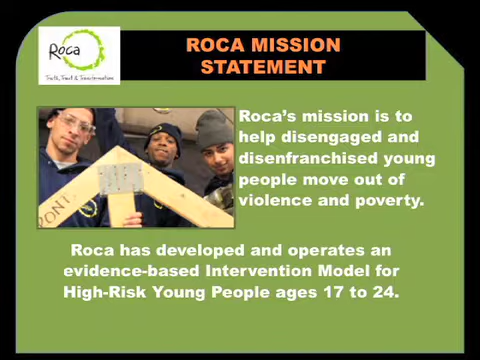 Roca
Truth, Trust & Transformation
ROCA MISSION
STATEMENT
Roca's mission is to
help disengaged and
disenfranchised young
people move out of
violence and poverty.
Roca has developed and operates an
evidence-based Intervention Model for
High-Risk Young People ages 17 to 24.